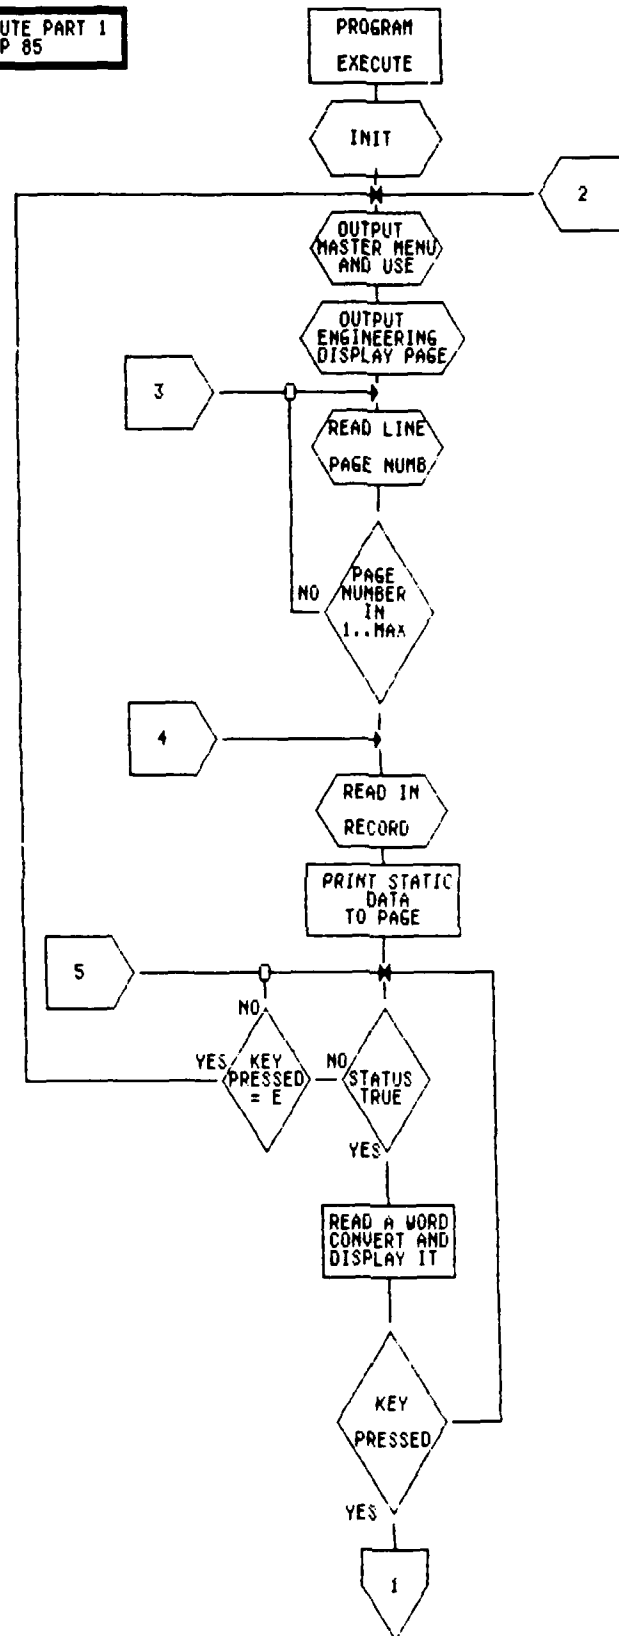 UTE PART 1
P 85
PROGRAM
EXECUTE
INIT
2
OUTPUT
MASTER MENU
AND USE
OUTPUT
ENGINEERING
DISPLAY PAGE
3
READ LINE
PAGE NUMB
NO
PAGE
NUMBER
IN
1..MAX
4
READ IN
RECORD
PRINT STATIC
DATA
TO PAGE
5
NO
YES
KEY
PRESSED
= E
NO
STATUS
TRUE
YES
READ A WORD
CONVERT AND
DISPLAY IT
KEY
PRESSED
YES
1